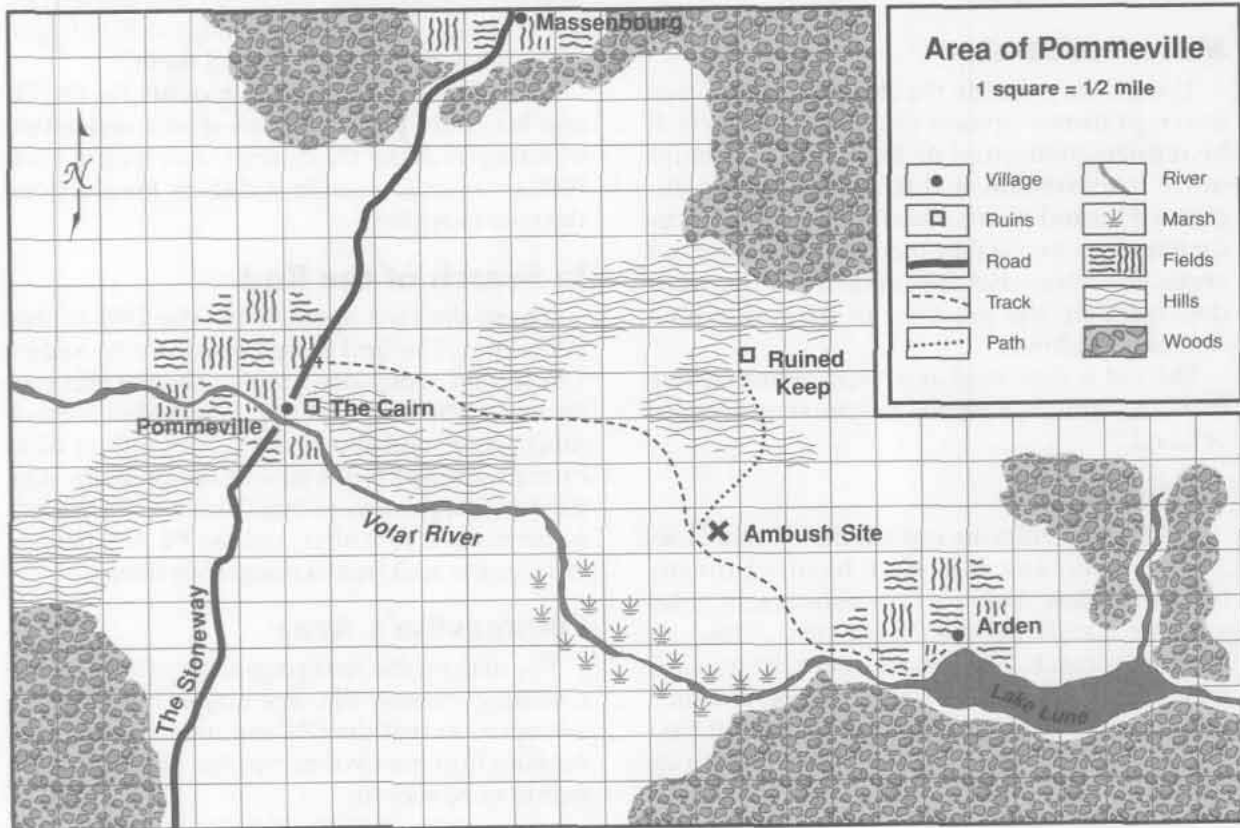 Massenbourg
Area of Pommeville
1 square = 1/2 mile
N
Village
River
Ruins
Marsh
Road
Fields
Track
Hills
Path
Woods
Ruined
Keep
The Cairn
Pommeville
Volar River
Ambush Site
The Stoneway
Arden
Lake Lune